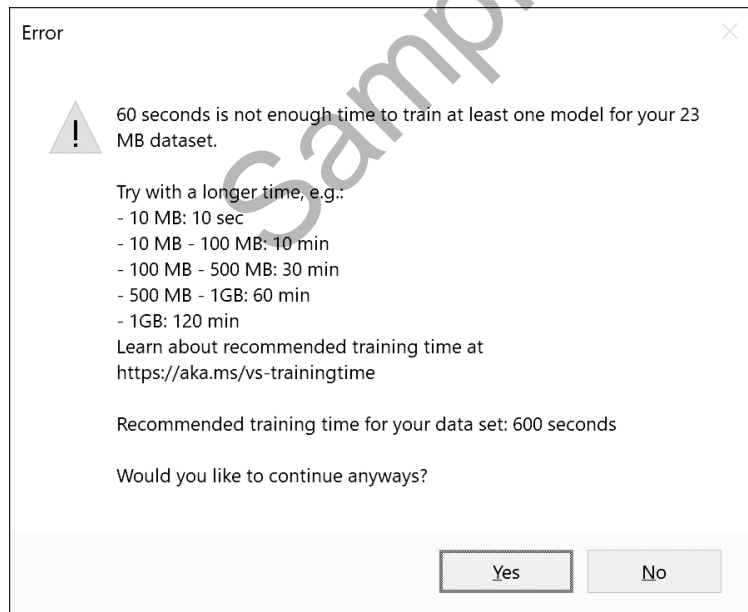 Error
60 seconds is not enough time to train at least one model for your 23
MB dataset.
Try with a longer time, e.g.:
- 10 MB: 10 sec
- 10 MB - 100 MB: 10 min
- 100 MB - 500 MB: 30 min
- 500 MB - 1GB: 60 min
- 1GB: 120 min
Learn about recommended training time at
https://aka.ms/vs-trainingtime
Recommended training time for your data set: 600 seconds
Would you like to continue anyways?
Yes No